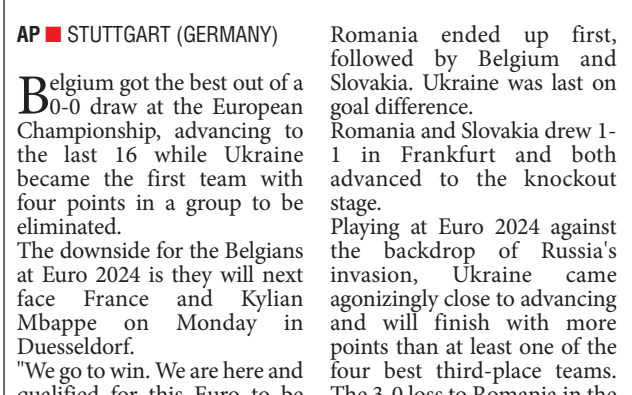 AP ■ STUTTGART (GERMANY)
Belgium got the best out of a
0-0 draw at the European
Championship, advancing to
the last 16 while Ukraine
became the first team with
four points in a group to be
eliminated.
The downside for the Belgians
at Euro 2024 is they will next
face France and Kylian
Mbappe on Monday in
Duesseldorf.
"We go to win. We are here and
qualified for this Euro to be
Romania ended up first,
followed by Belgium and
Slovakia. Ukraine was last on
goal difference.
Romania and Slovakia drew 1-
1 in Frankfurt and both
advanced to the knockout
stage.
Playing at Euro 2024 against
the backdrop of Russia's
invasion, Ukraine came
agonizingly close to advancing
and will finish with more
points than at least one of the
four best third-place teams.
The 3-0 loss to Romania in the